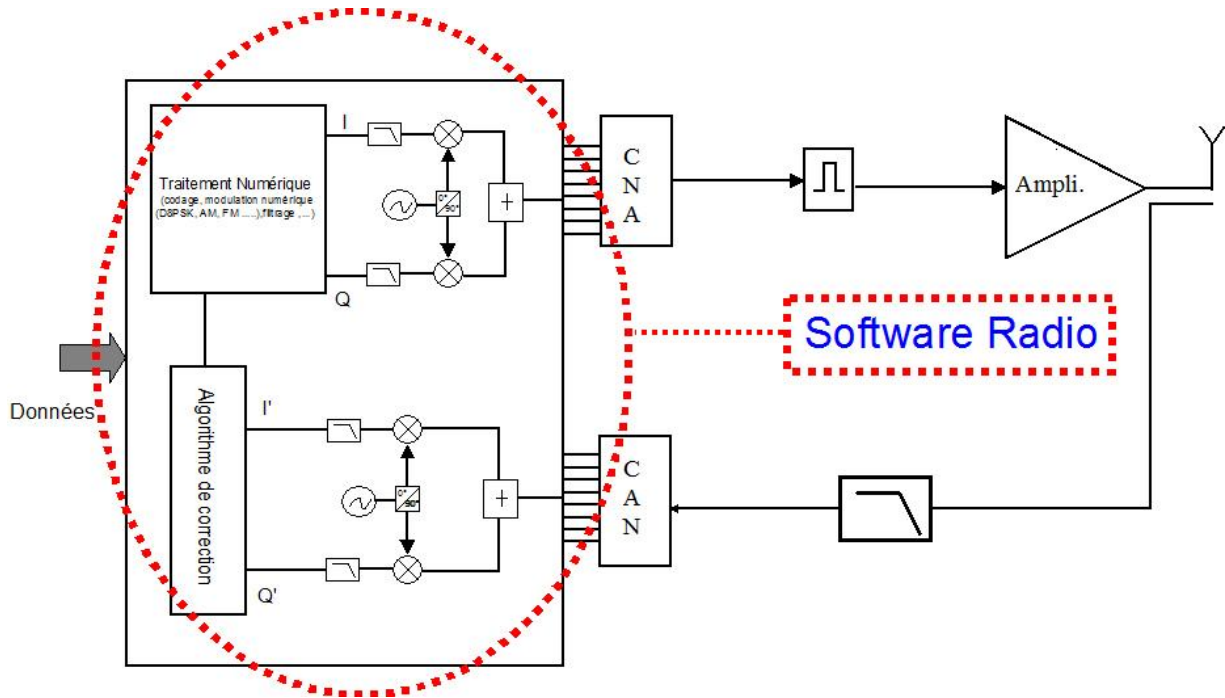 I
Traitement Numérique
(codage, modulation numérique
(D8PSK, AM, FM .....),filtrage ,...)
0°
90°
+
Q
C
N
A
Ampli.
Software Radio
Données
Algorithme de correction
I'
0°
90°
+
Q'
C
A
N